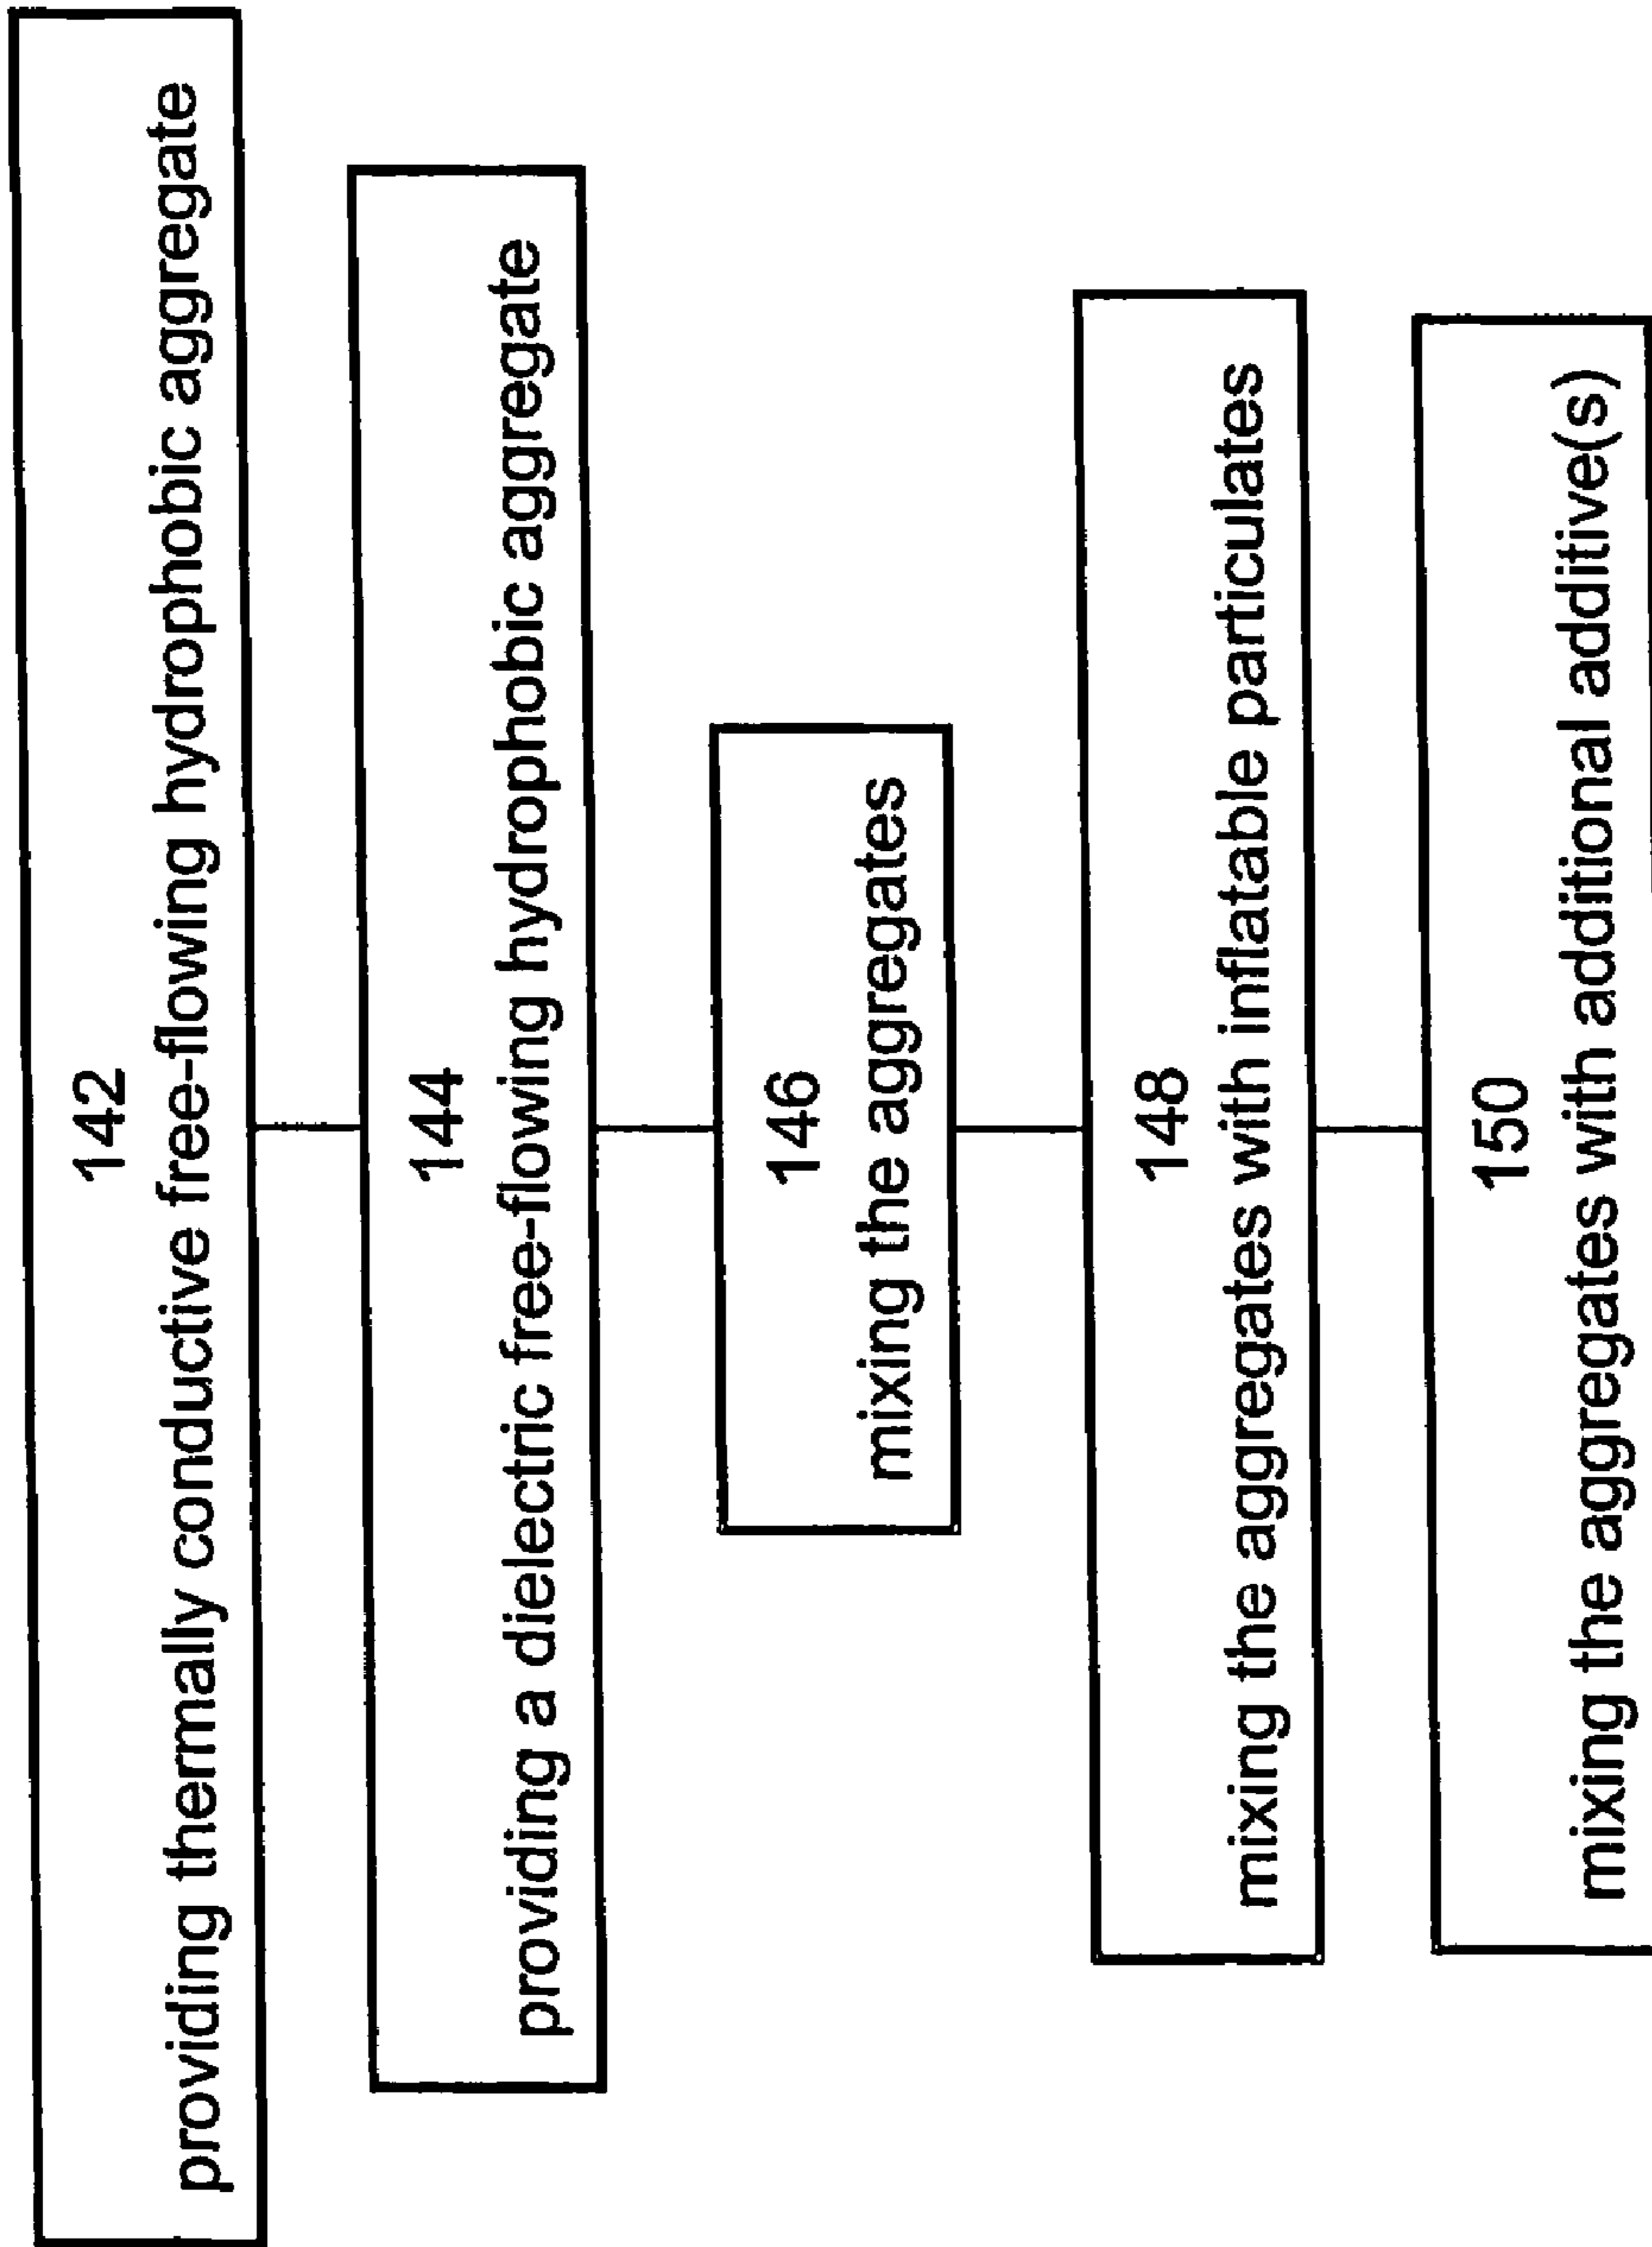 142
providing thermally conductive free-flowing hydrophobic aggregate
144
providing a dielectric free-flowing hydrophobic aggregate
146
mixing the aggregates
148
mixing the aggregates with inflatable particulates
150
mixing the aggregates with additional additive(s)